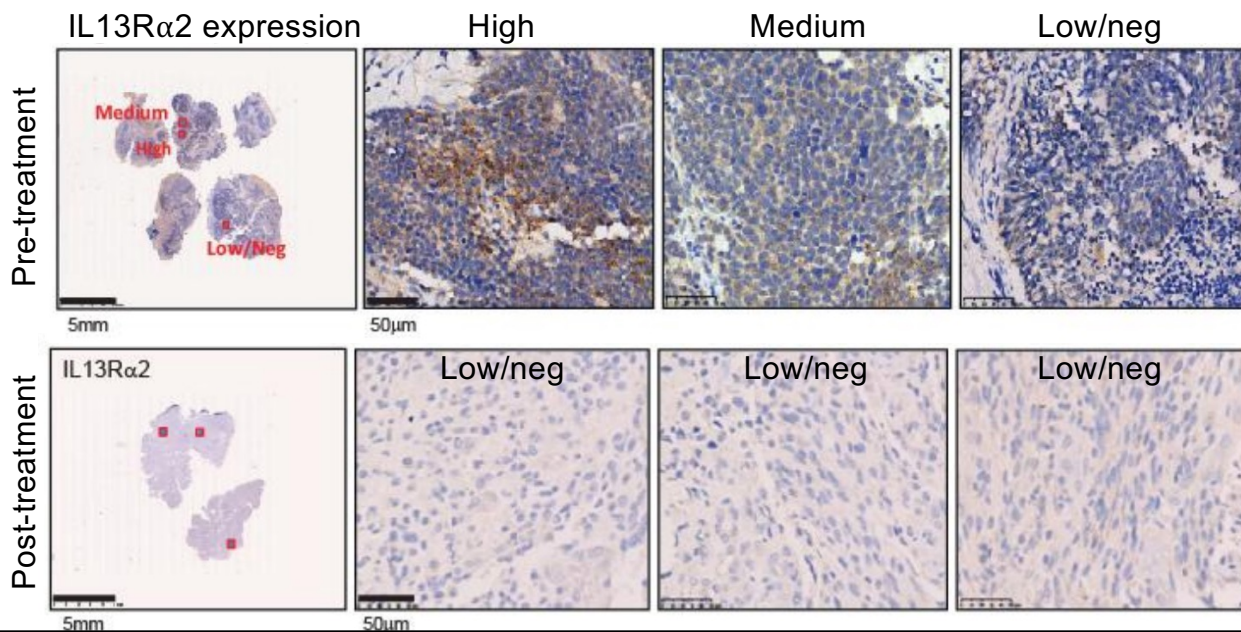 IL13Rα2 expression
High
Medium
Low/neg
Pre-treatment
Medium
High
Low/Neg
5mm
50μm
Post-treatment
IL13Rα2
Low/neg
Low/neg
Low/neg
5mm
50μm